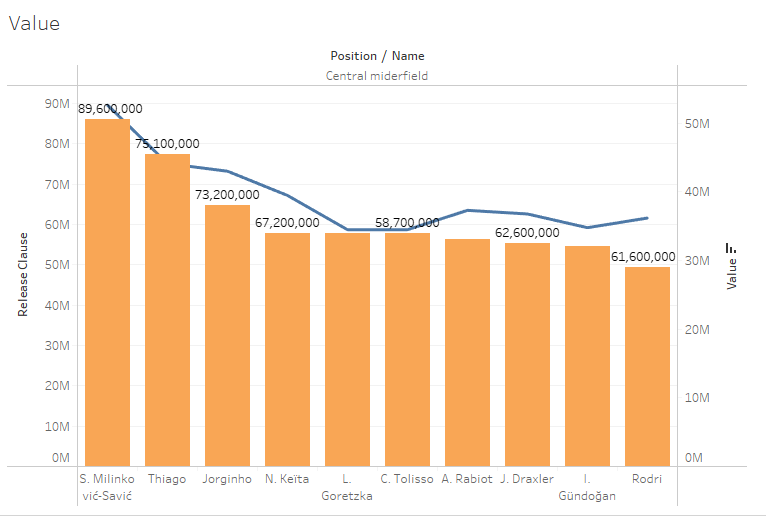 Value
Position / Name
Central miderfield
90M
80M
70M
60M
50M
40M
30M
20M
10M
0M
Release Clause
89,600,000
75,100,000
73,200,000
67,200,000
58,700,000
62,600,000
61,600,000
50M
40M
30M
20M
10M
0M
Value
S. Milinko
vić-Savić
Thiago
Jorginho
N. Keïta
L.
Goretzka
C. Tolisso
A. Rabiot
J. Draxler
I.
Gündoğan
Rodri